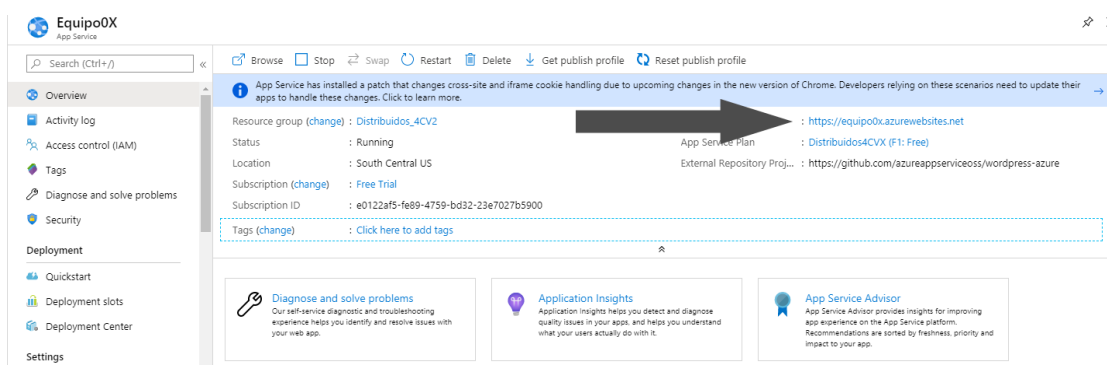 Equipo0X
App Service
Search (Ctrl+/)
«
Overview
Activity log
Access control (IAM)
Tags
Diagnose and solve problems
Security
Deployment
Quickstart
Deployment slots
Deployment Center
Settings
Browse Stop Swap Restart Delete Get publish profile Reset publish profile
App Service has installed a patch that changes cross-site and iframe cookie handling due to upcoming changes in the new version of Chrome. Developers relying on these scenarios need to update their
apps to handle these changes. Click to learn more.
Resource group (change) : Distribuidos_4CV2
: https://equipo0x.azurewebsites.net
Status : Running
App Service Plan : Distribuidos4CVX (F1: Free)
Location : South Central US
External Repository Proj... : https://github.com/azureappserviceoss/wordpress-azure
Subscription (change) : Free Trial
Subscription ID : e0122af5-fe89-4759-bd32-23e7027b5900
Tags (change) : Click here to add tags
Diagnose and solve problems
Our self-service diagnostic and troubleshooting
experience helps you identify and resolve issues with
your web app.
Application Insights
Application Insights helps you detect and diagnose
quality issues in your apps, and helps you understand
what your users actually do with it.
App Service Advisor
App Service Advisor provides insights for improving
app experience on the App Service platform.
Recommendations are sorted by freshness, priority and
impact to your app.